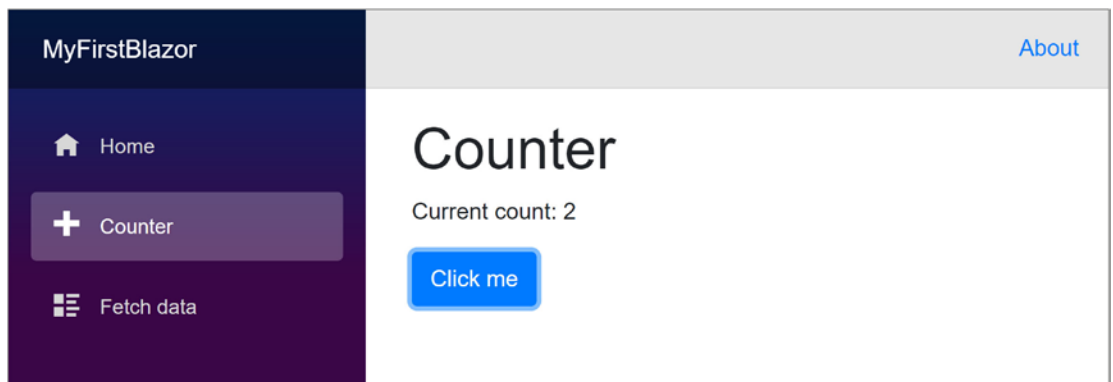 MyFirstBlazor
About
Home
Counter
Fetch data
Counter
Current count: 2
Click me